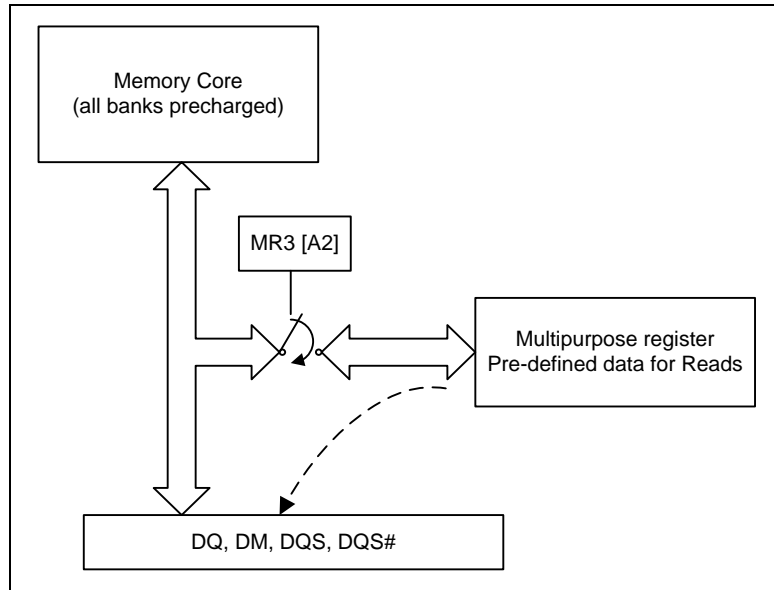 Memory Core
(all banks precharged)
MR3 [A2]
Multipurpose register
Pre-defined data for Reads
DQ, DM, DQS, DQS#